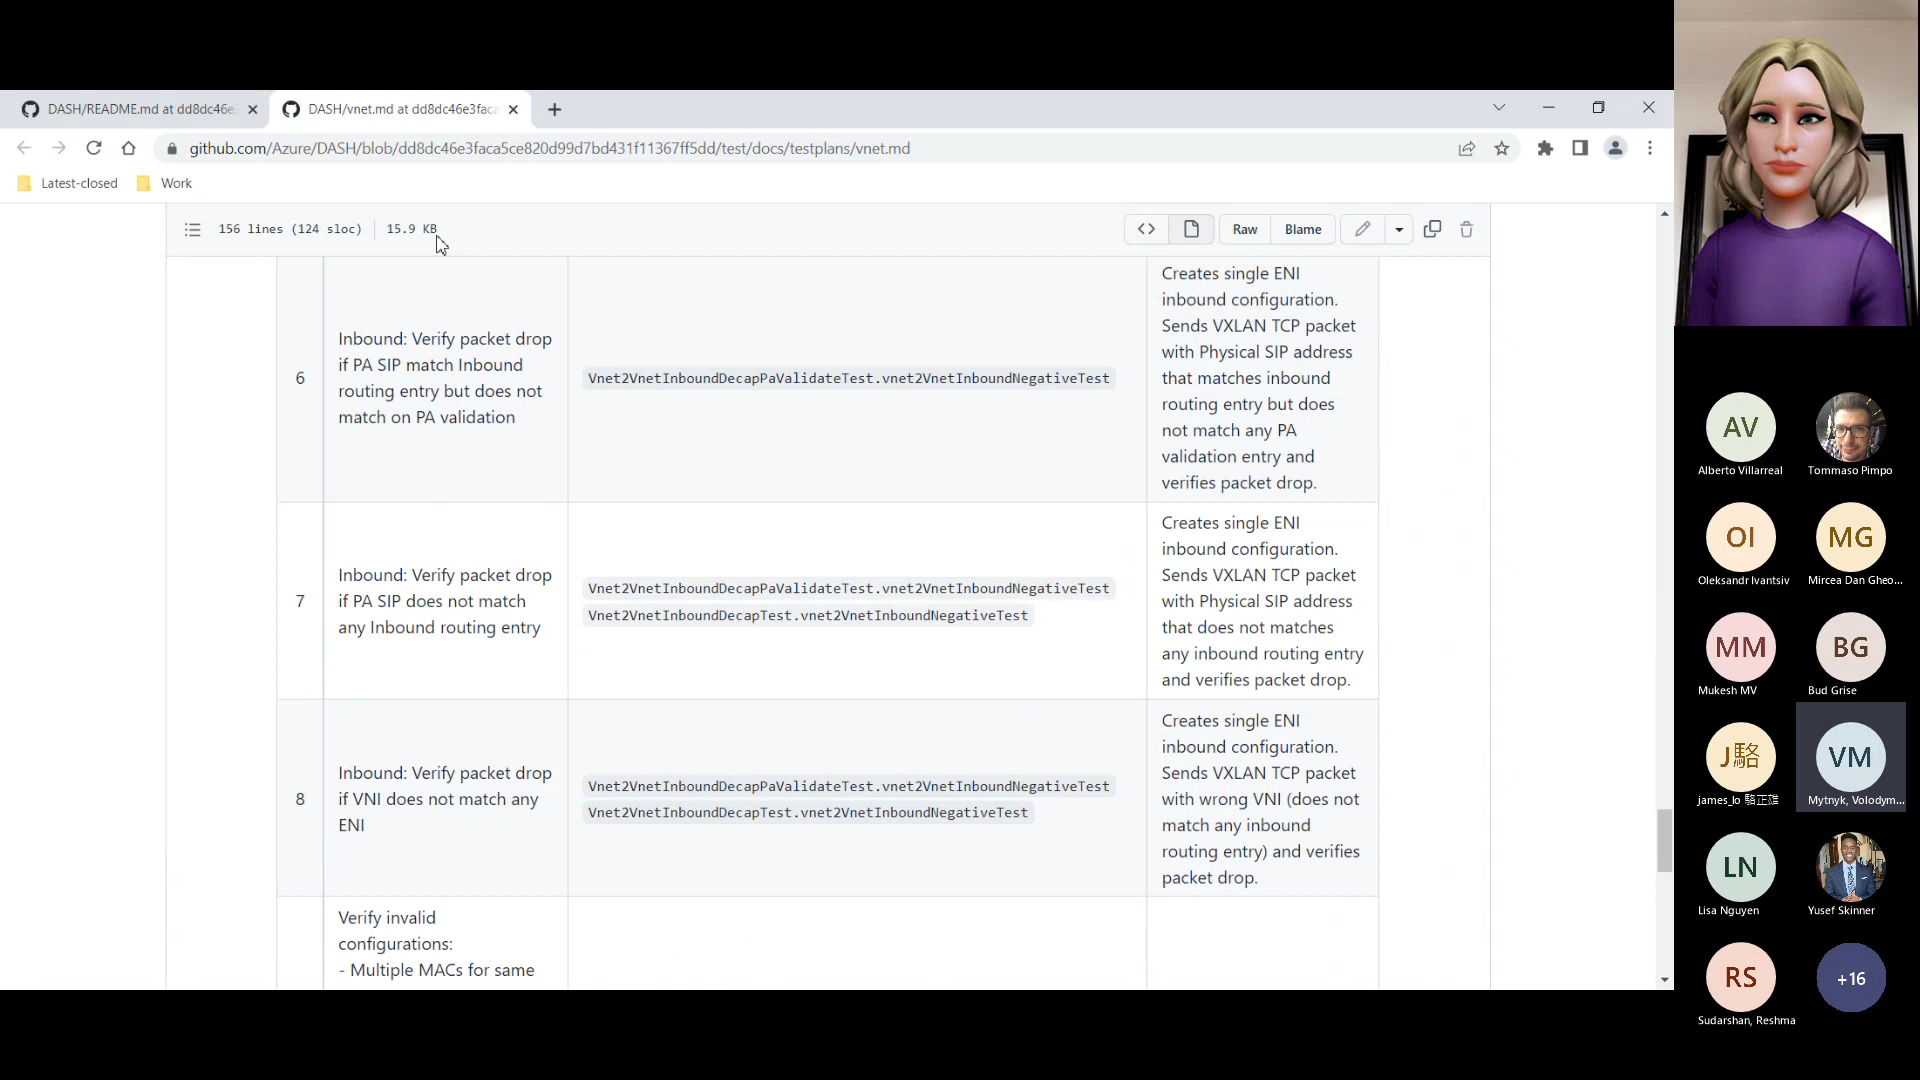 DASH/README.md at dd8dc46e
DASH/vnet.md at dd8dc46e3faca
github.com/Azure/DASH/blob/dd8dc46e3faca5ce820d99d7bd431f11367ff5dd/test/docs/testplans/vnet.md
Latest-closed
Work
156 lines (124 sloc)
15.9 KB
Raw
Blame
6
Inbound: Verify packet drop
if PA SIP match Inbound
routing entry but does not
match on PA validation
Vnet2VnetInboundDecapPaValidateTest.vnet2VnetInboundNegativeTest
Creates single ENI
inbound configuration.
Sends VXLAN TCP packet
with Physical SIP address
that matches inbound
routing entry but does
not match any PA
validation entry and
verifies packet drop.
7
Inbound: Verify packet drop
if PA SIP does not match
any Inbound routing entry
Vnet2VnetInboundDecapPaValidateTest.vnet2VnetInboundNegativeTest
Vnet2VnetInboundDecapTest.vnet2VnetInboundNegativeTest
Creates single ENI
inbound configuration.
Sends VXLAN TCP packet
with Physical SIP address
that does not matches
any inbound routing entry
and verifies packet drop.
8
Inbound: Verify packet drop
if VNI does not match any
ENI
Vnet2VnetInboundDecapPaValidateTest.vnet2VnetInboundNegativeTest
Vnet2VnetInboundDecapTest.vnet2VnetInboundNegativeTest
Creates single ENI
inbound configuration.
Sends VXLAN TCP packet
with wrong VNI (does not
match any inbound
routing entry) and verifies
packet drop.
Verify invalid
configurations:
- Multiple MACs for same
AV
Alberto Villarreal
Tommaso Pimpo
OI
Oleksandr Ivantsiv
MG
Mircea Dan Gheo...
MM
Mukesh MV
BG
Bud Grise
J駱
james_lo 駱正雄
VM
Mytnyk, Volodym...
LN
Lisa Nguyen
Yusef Skinner
RS
Sudarshan, Reshma
+16